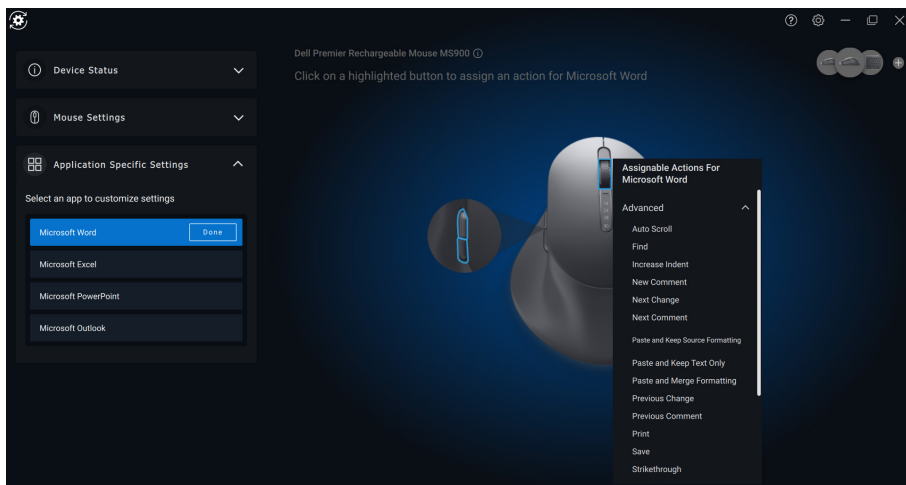 Dell Premier Rechargeable Mouse MS900
Click on a highlighted button to assign an action for Microsoft Word
Device Status
Mouse Settings
Application Specific Settings
Select an app to customize settings
Microsoft Word
Done
Microsoft Excel
Microsoft PowerPoint
Microsoft Outlook
Assignable Actions For
Microsoft Word
Advanced
Auto Scroll
Find
Increase Indent
New Comment
Next Change
Next Comment
Paste and Keep Source Formatting
Paste and Keep Text Only
Paste and Merge Formatting
Previous Change
Previous Comment
Print
Save
Strikethrough